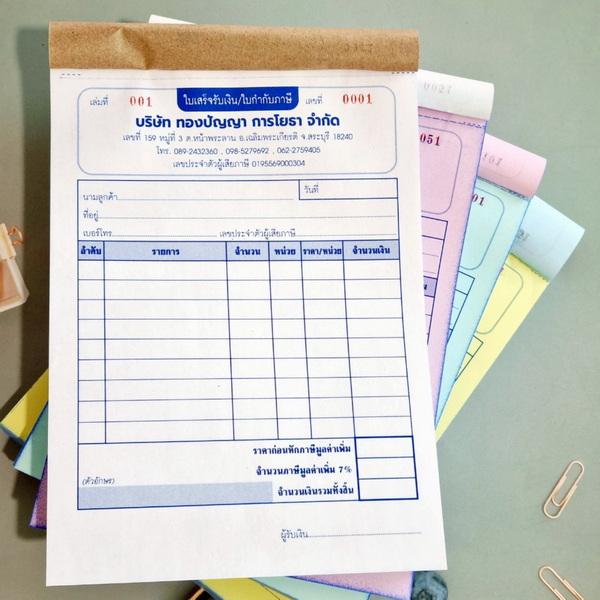 เล่มที่ 001 ใบเสร็จรับเงิน/ใบกำกับภาษี เลขที่ 0001
บริษัท ทองปัญญา การโยธา จำกัด
เลขที่ 159 หมู่ที่ 3 ต.หน้าพระลาน อ.เฉลิมพระเกียรติ จ.สระบุรี 18240
โทร. 089-2432360 , 098-5279692 , 062-2759405
เลขประจำตัวผู้เสียภาษี 0195569000304
นามลูกค้า วันที่
ที่อยู่
เบอร์โทร เลขประจำตัวผู้เสียภาษี
ลำดับ รายการ จำนวน หน่วย ราคา/หน่วย จำนวนเงิน
ราคาก่อนหักภาษีมูลค่าเพิ่ม
จำนวนภาษีมูลค่าเพิ่ม 7%
(ตัวอักษร) จำนวนเงินรวมทั้งสิ้น
ผู้รับเงิน
051
01